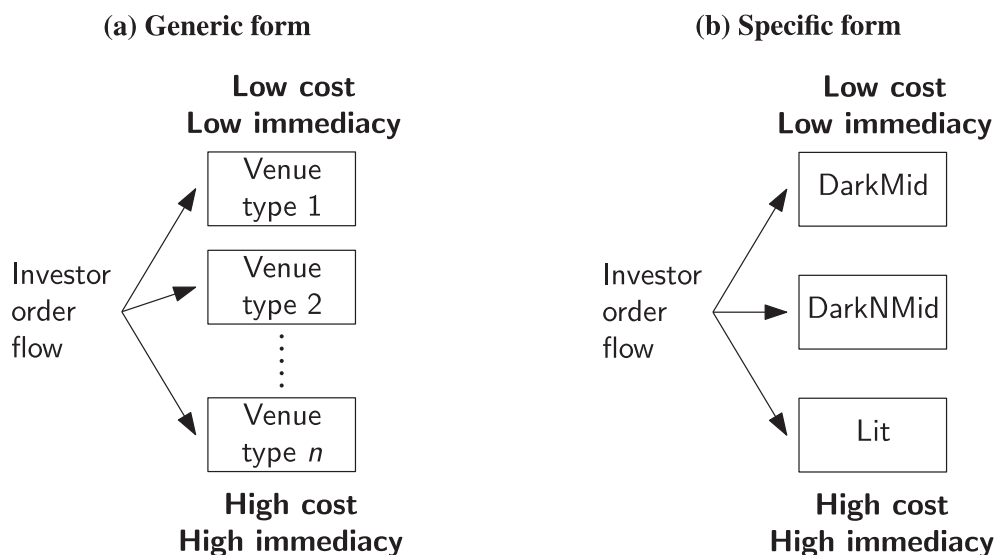 (a) Generic form
Low cost
Low immediacy
Venue
type 1
Investor
order
flow
Venue
type 2
Venue
type n
High cost
High immediacy
(b) Specific form
Low cost
Low immediacy
DarkMid
Investor
order
flow
DarkNMid
Lit
High cost
High immediacy